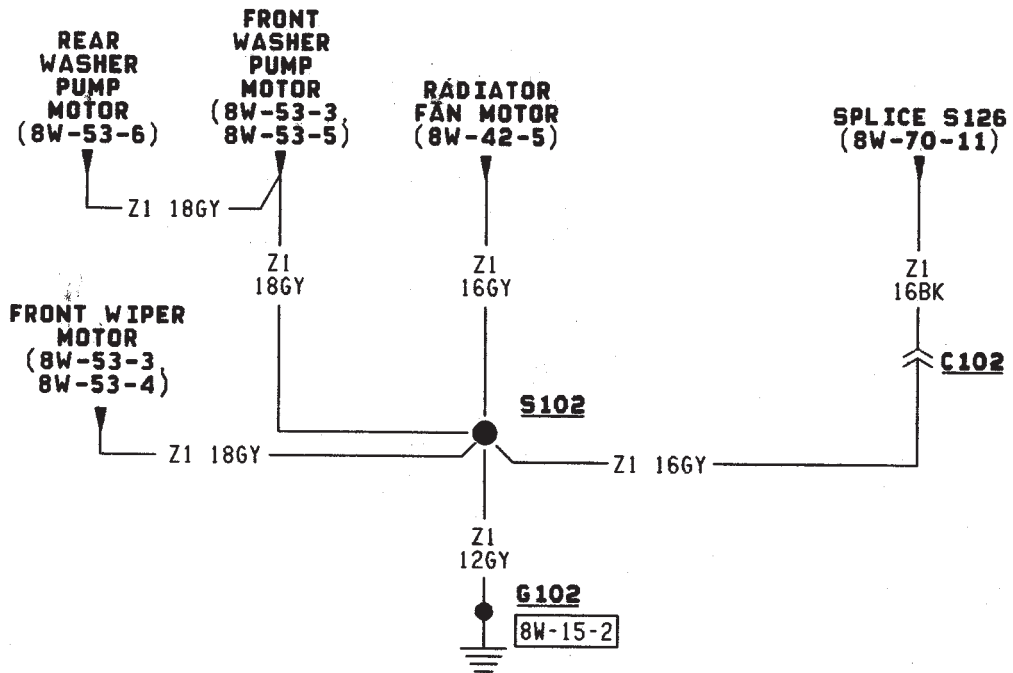 REAR
WASHER
PUMP
MOTOR
(8W-53-6)
FRONT
WASHER
PUMP
MOTOR
(8W-53-3,
8W-53-5)
RADIATOR
FAN MOTOR
(8W-42-5)
SPLICE S126
(8W-70-11)
Z1 18GY
Z1
18GY
Z1
16GY
Z1
16BK
FRONT WIPER
MOTOR
(8W-53-3,
8W-53-4)
C102
S102
Z1 18GY
Z1 16GY
Z1
12GY
G102
8W-15-2